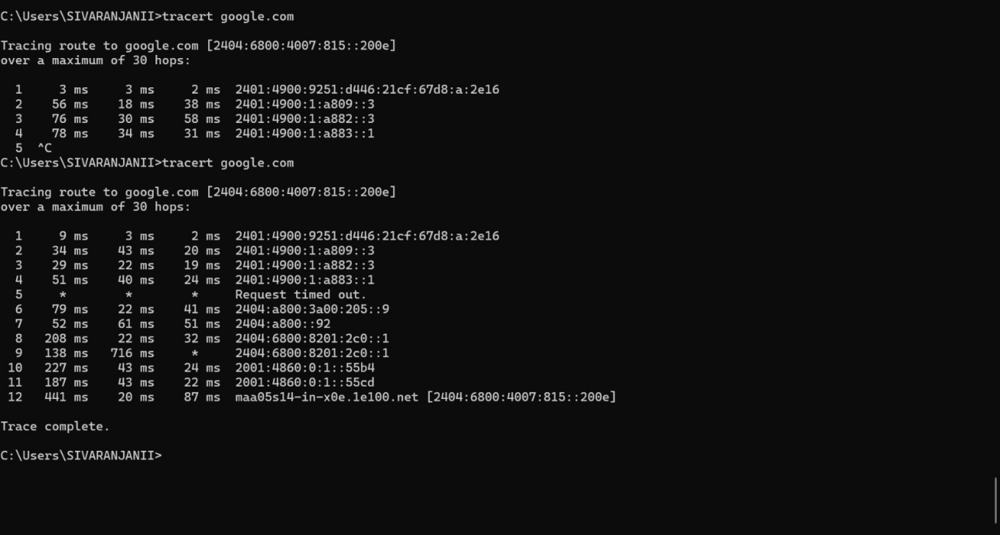 C:\Users\SIVARANJANII>tracert google.com
Tracing route to google.com [2404:6800:4007:815::200e]
over a maximum of 30 hops:
1 3 ms 3 ms 2 ms 2401:4900:9251:d446:21cf:67d8:a:2e16
2 56 ms 18 ms 38 ms 2401:4900:1:a809::3
3 76 ms 30 ms 58 ms 2401:4900:1:a882::3
4 78 ms 34 ms 31 ms 2401:4900:1:a883::1
5 ^C
C:\Users\SIVARANJANII>tracert google.com
Tracing route to google.com [2404:6800:4007:815::200e]
over a maximum of 30 hops:
1 9 ms 3 ms 2 ms 2401:4900:9251:d446:21cf:67d8:a:2e16
2 34 ms 43 ms 20 ms 2401:4900:1:a809::3
3 29 ms 22 ms 19 ms 2401:4900:1:a882::3
4 51 ms 40 ms 24 ms 2401:4900:1:a883::1
5 * * * Request timed out.
6 79 ms 22 ms 41 ms 2404:a800:3a00:205::9
7 52 ms 61 ms 51 ms 2404:a800::92
8 208 ms 22 ms 32 ms 2404:6800:8201:2c0::1
9 138 ms 716 ms * 2404:6800:8201:2c0::1
10 227 ms 43 ms 24 ms 2001:4860:0:1::55b4
11 187 ms 43 ms 22 ms 2001:4860:0:1::55cd
12 441 ms 20 ms 87 ms maa05s14-in-x0e.1e100.net [2404:6800:4007:815::200e]
Trace complete.
C:\Users\SIVARANJANII>